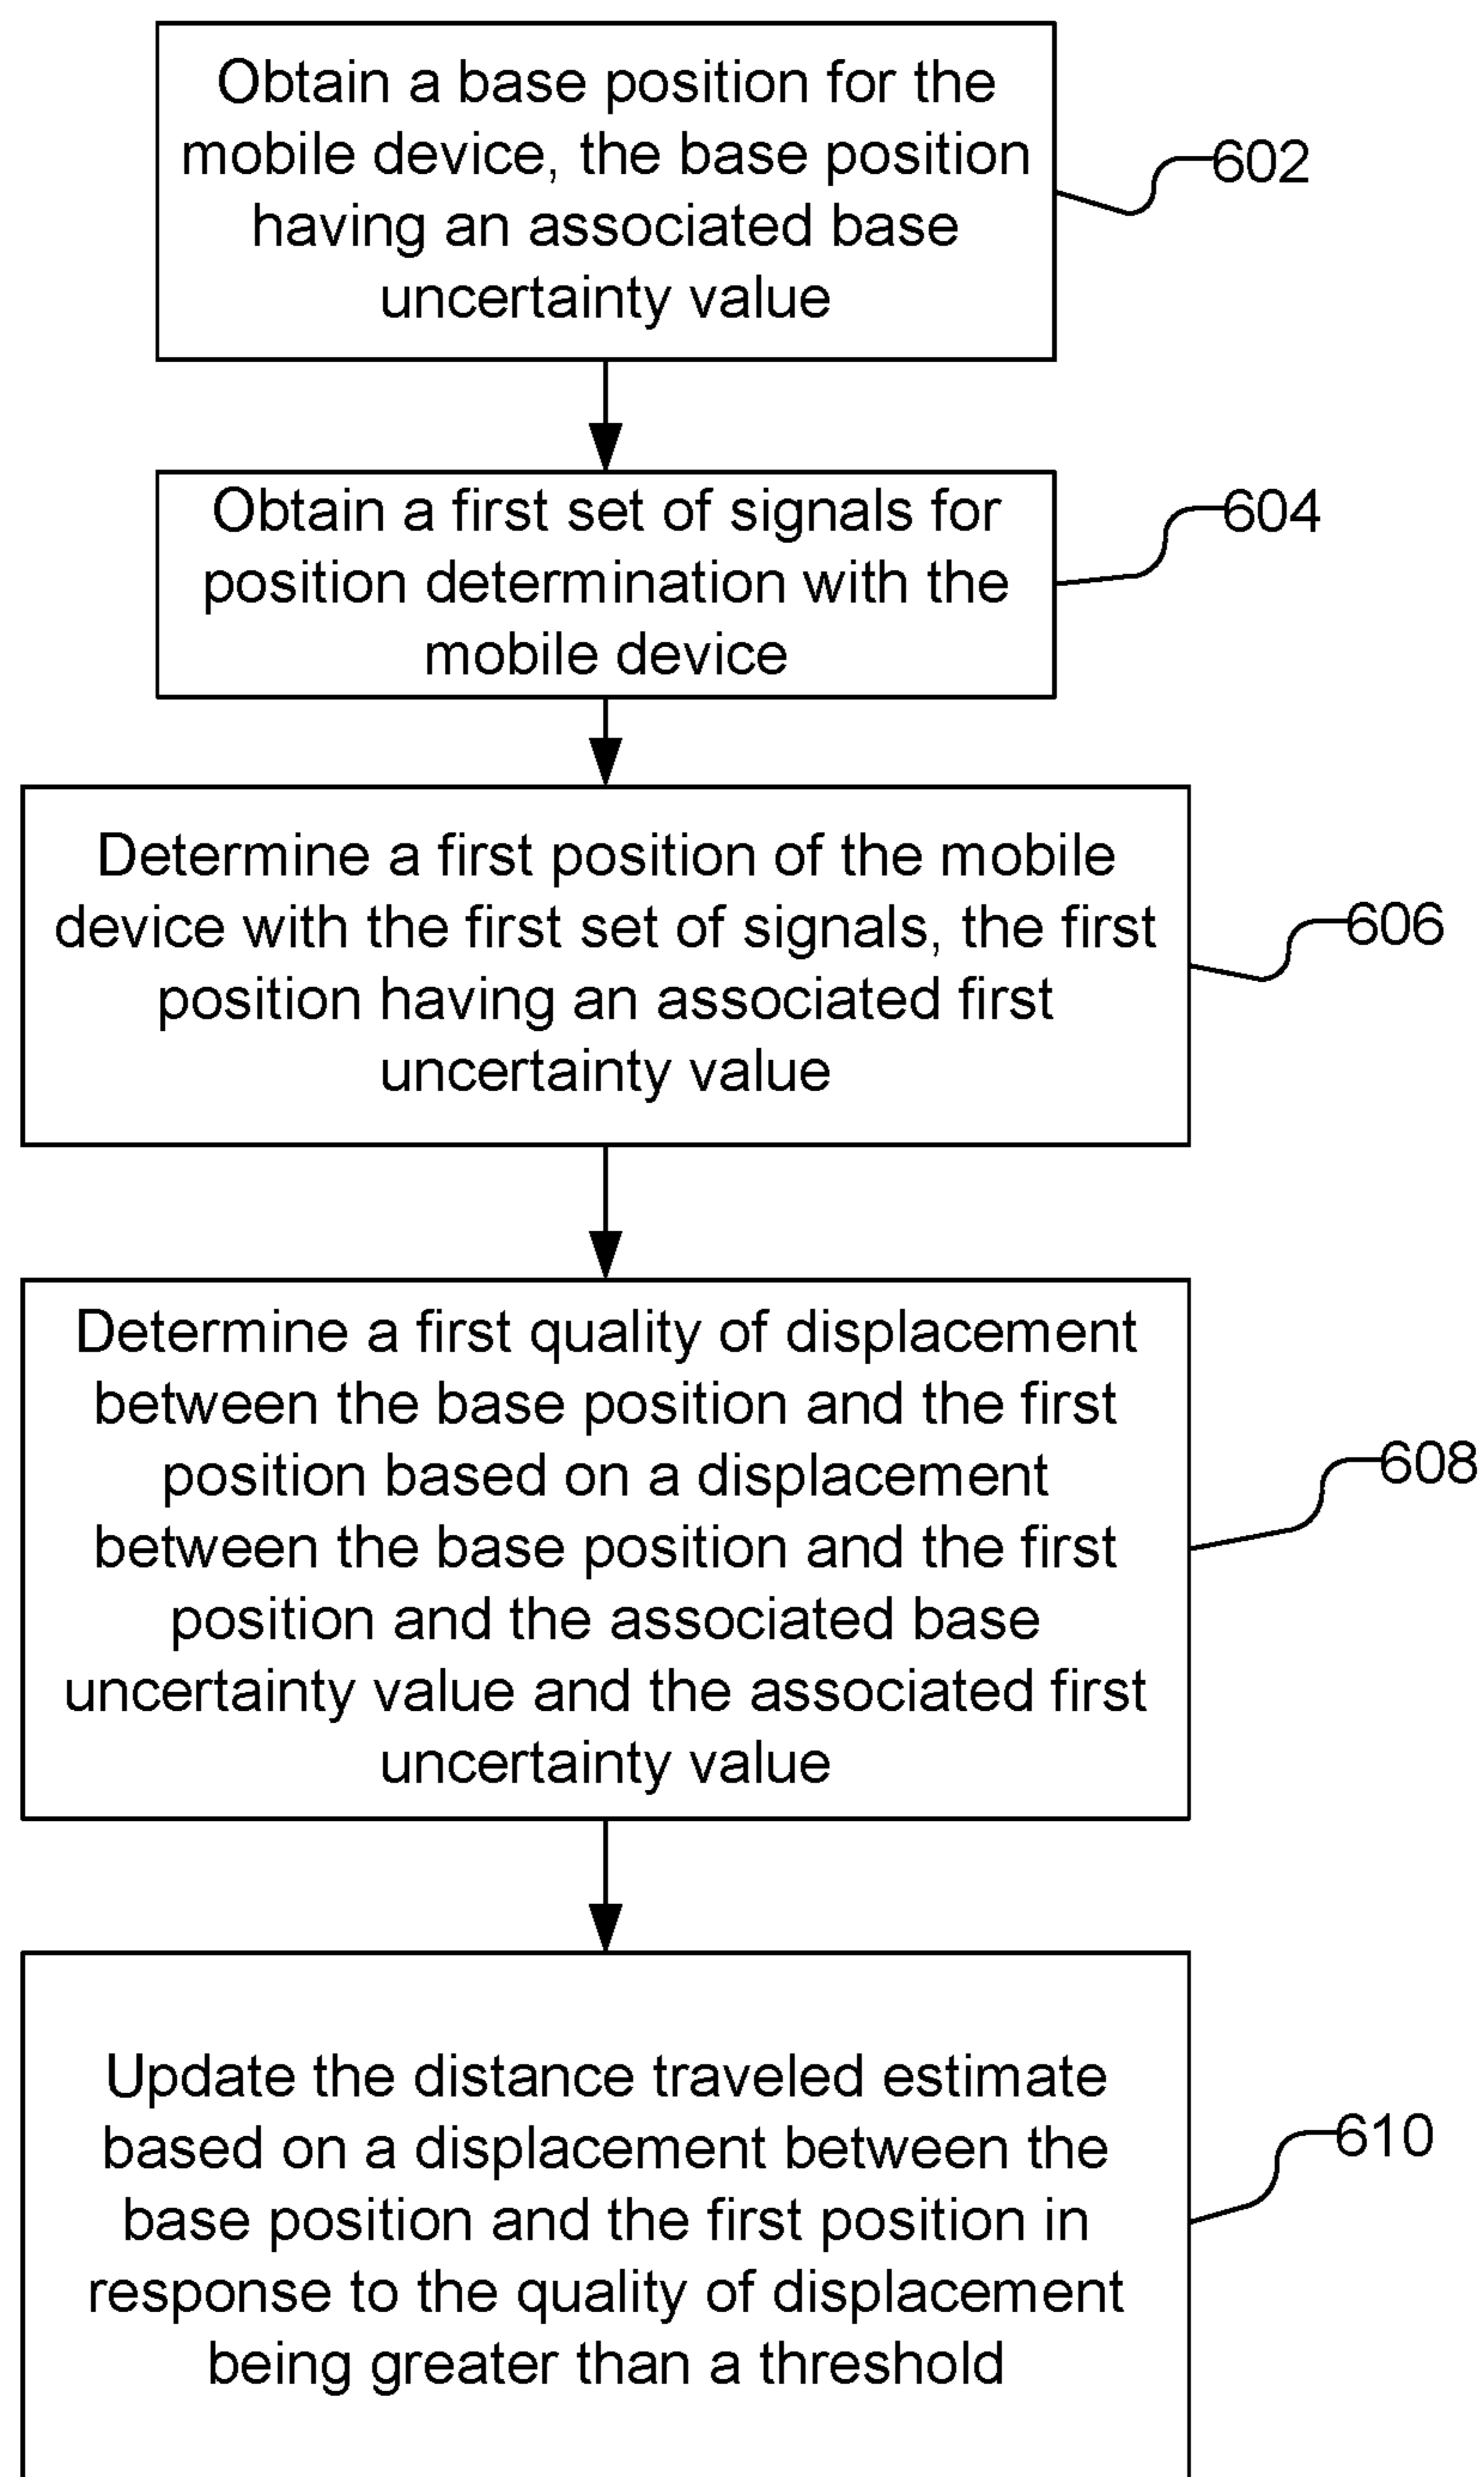 Obtain a base position for the
mobile device, the base position
having an associated base
uncertainty value
602
Obtain a first set of signals for
position determination with the
mobile device
604
Determine a first position of the mobile
device with the first set of signals, the first
position having an associated first
uncertainty value
606
Determine a first quality of displacement
between the base position and the first
position based on a displacement
between the base position and the first
position and the associated base
uncertainty value and the associated first
uncertainty value
608
Update the distance traveled estimate
based on a displacement between the
base position and the first position in
response to the quality of displacement
being greater than a threshold
610